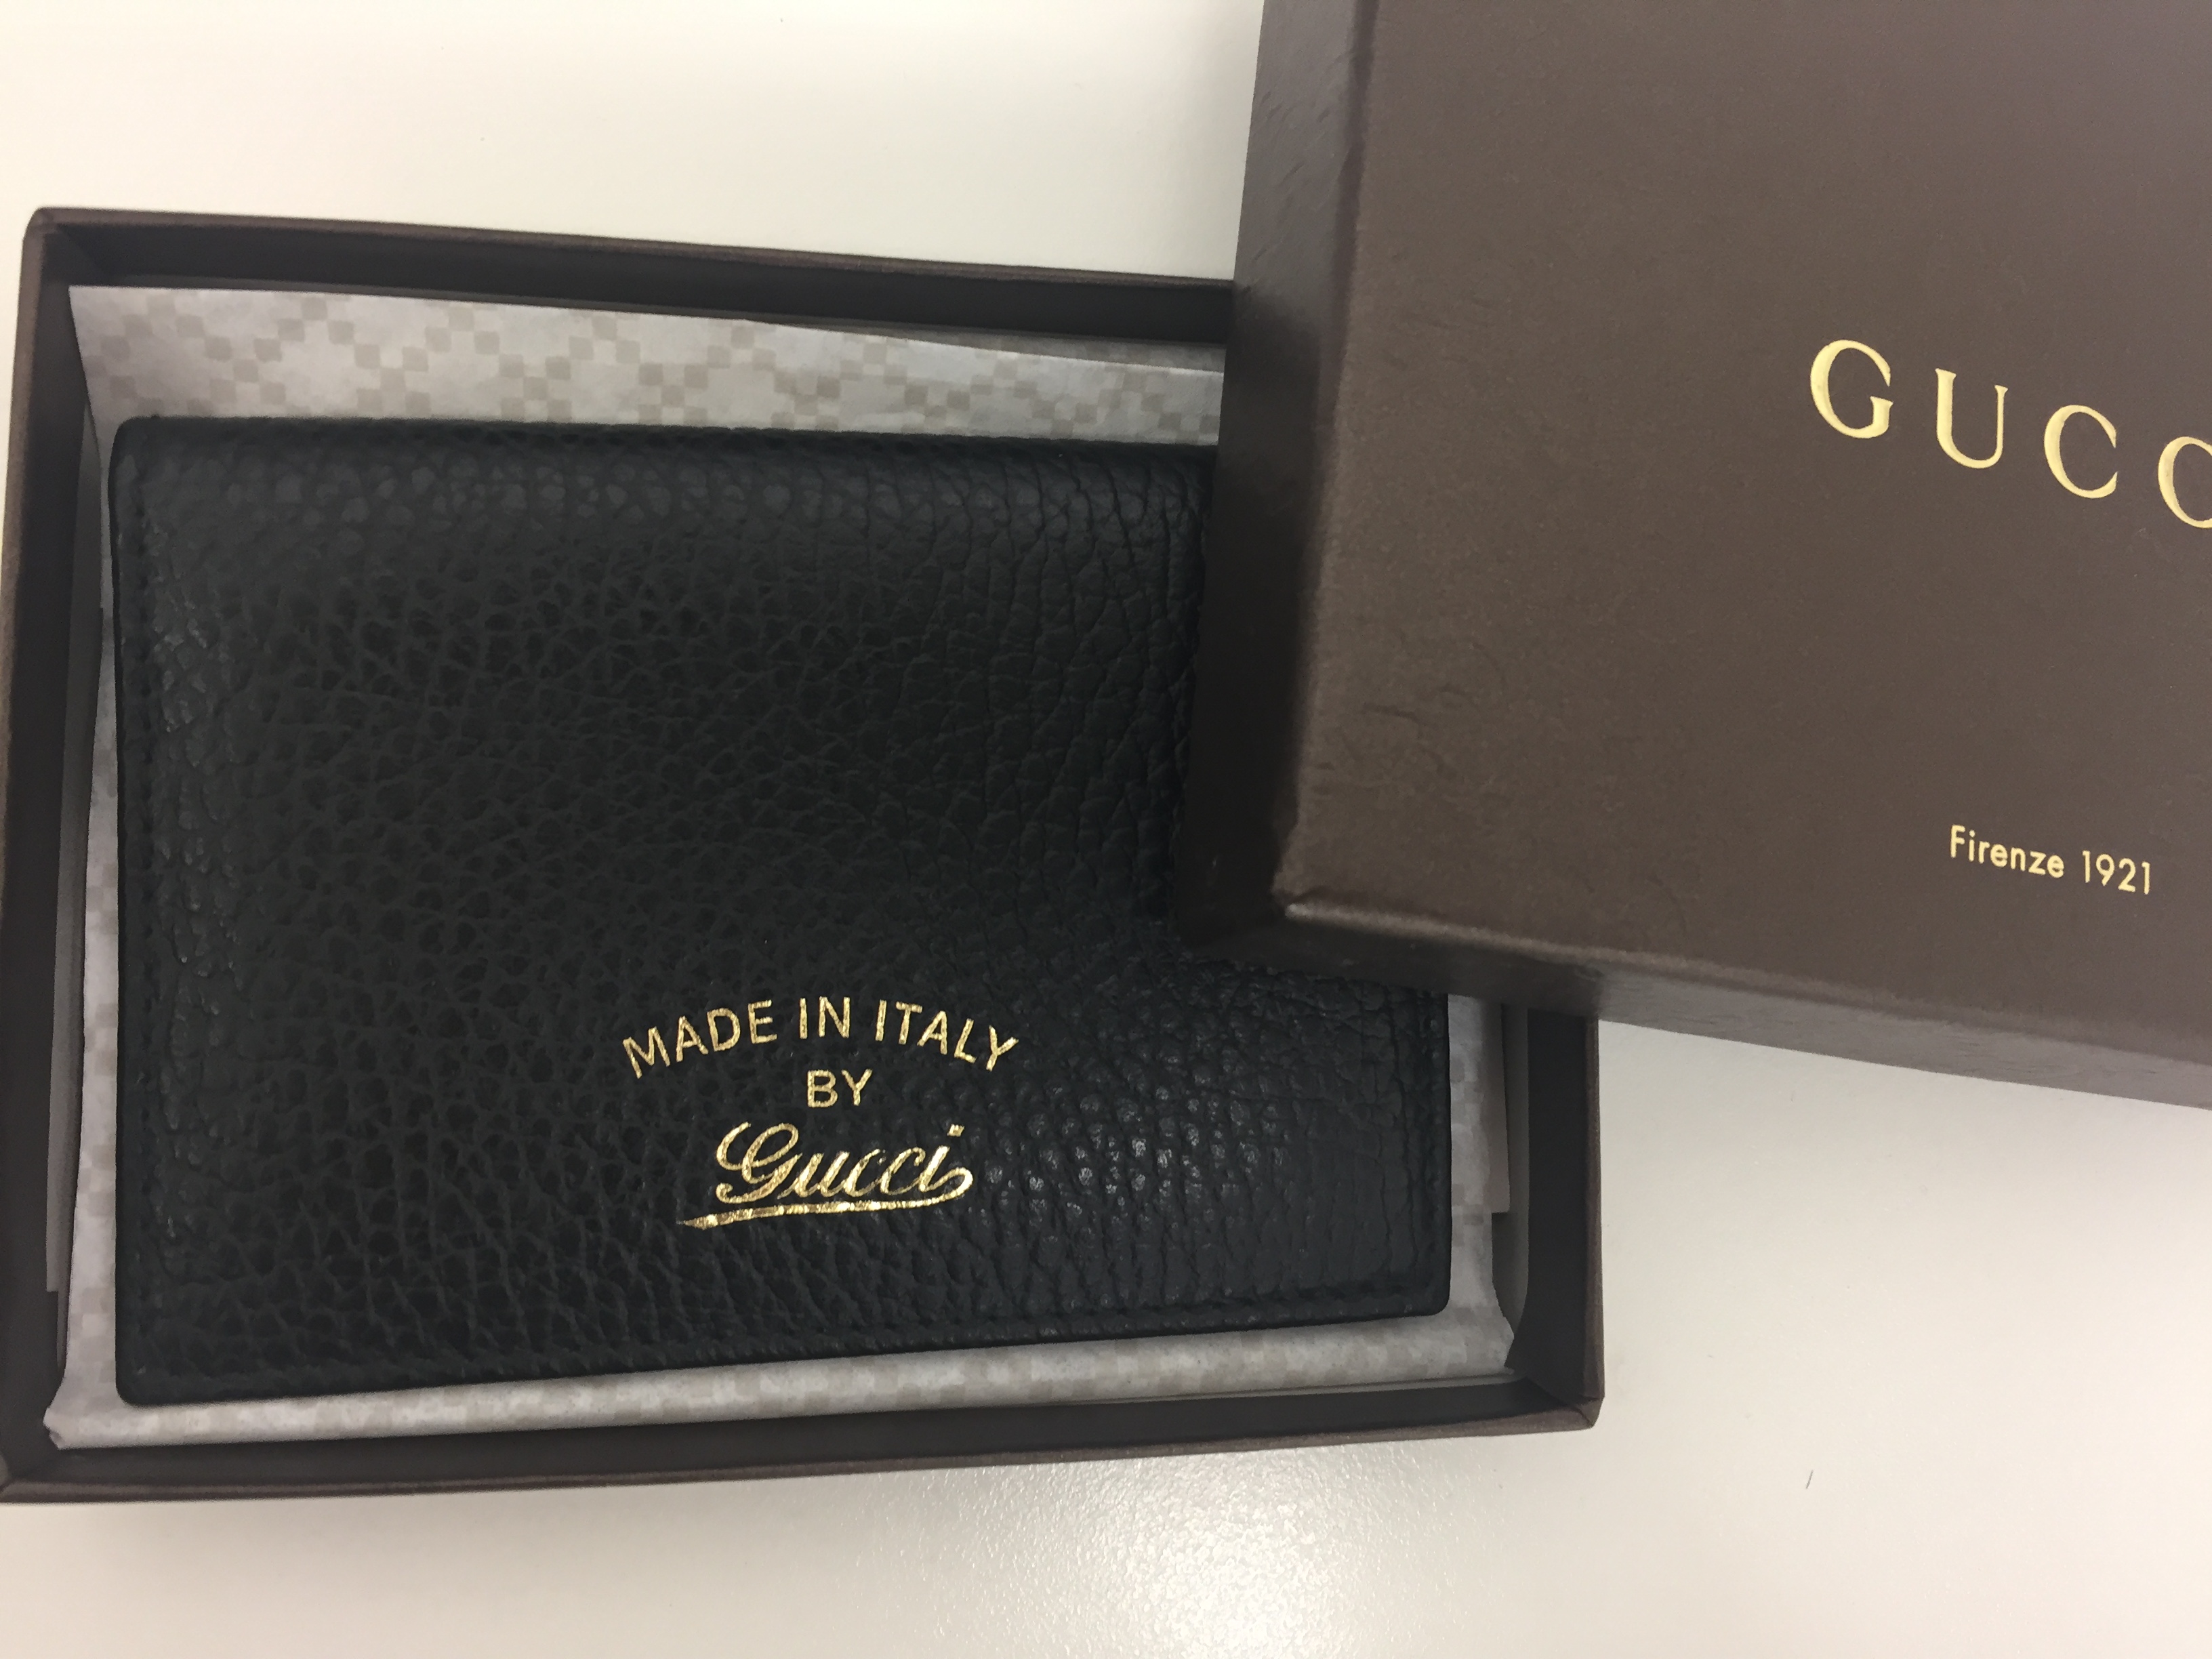 GUCC
Firenze 1921
MADE IN ITALY
BY
Gucci